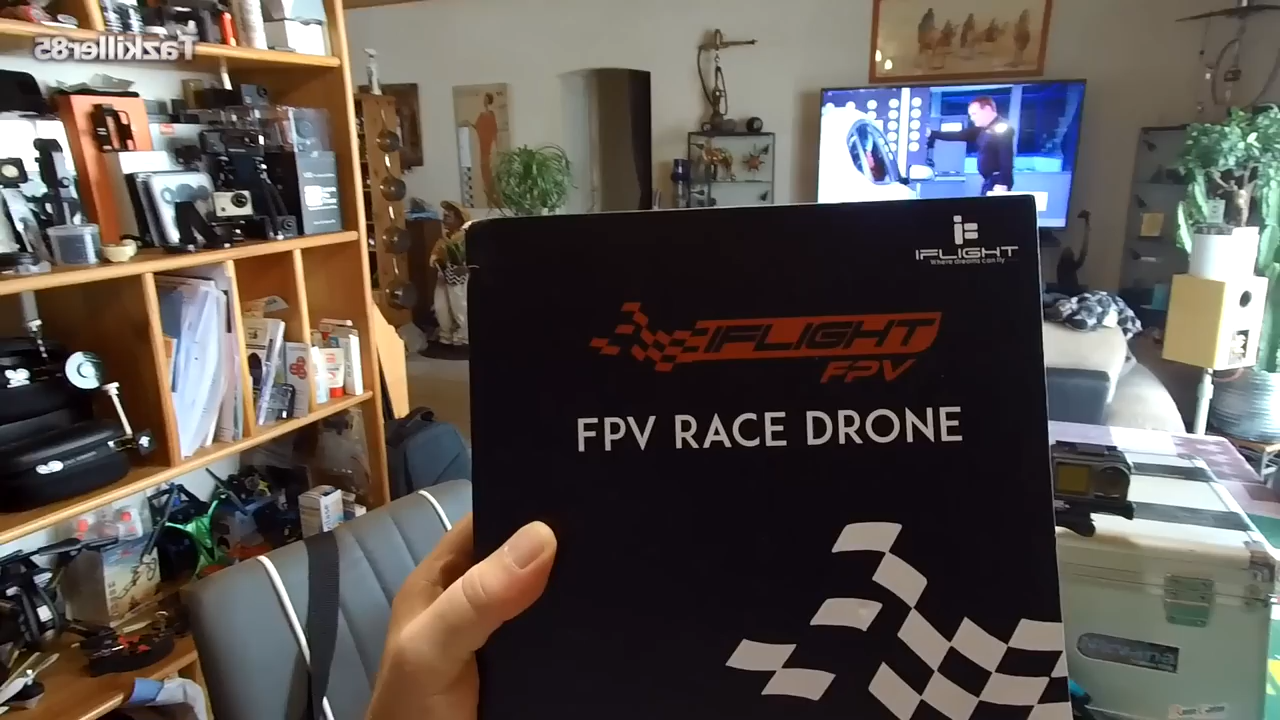 Tazkiller85
IFLIGHT
Where dreams can fly
IFLIGHT
FPV
FPV RACE DRONE